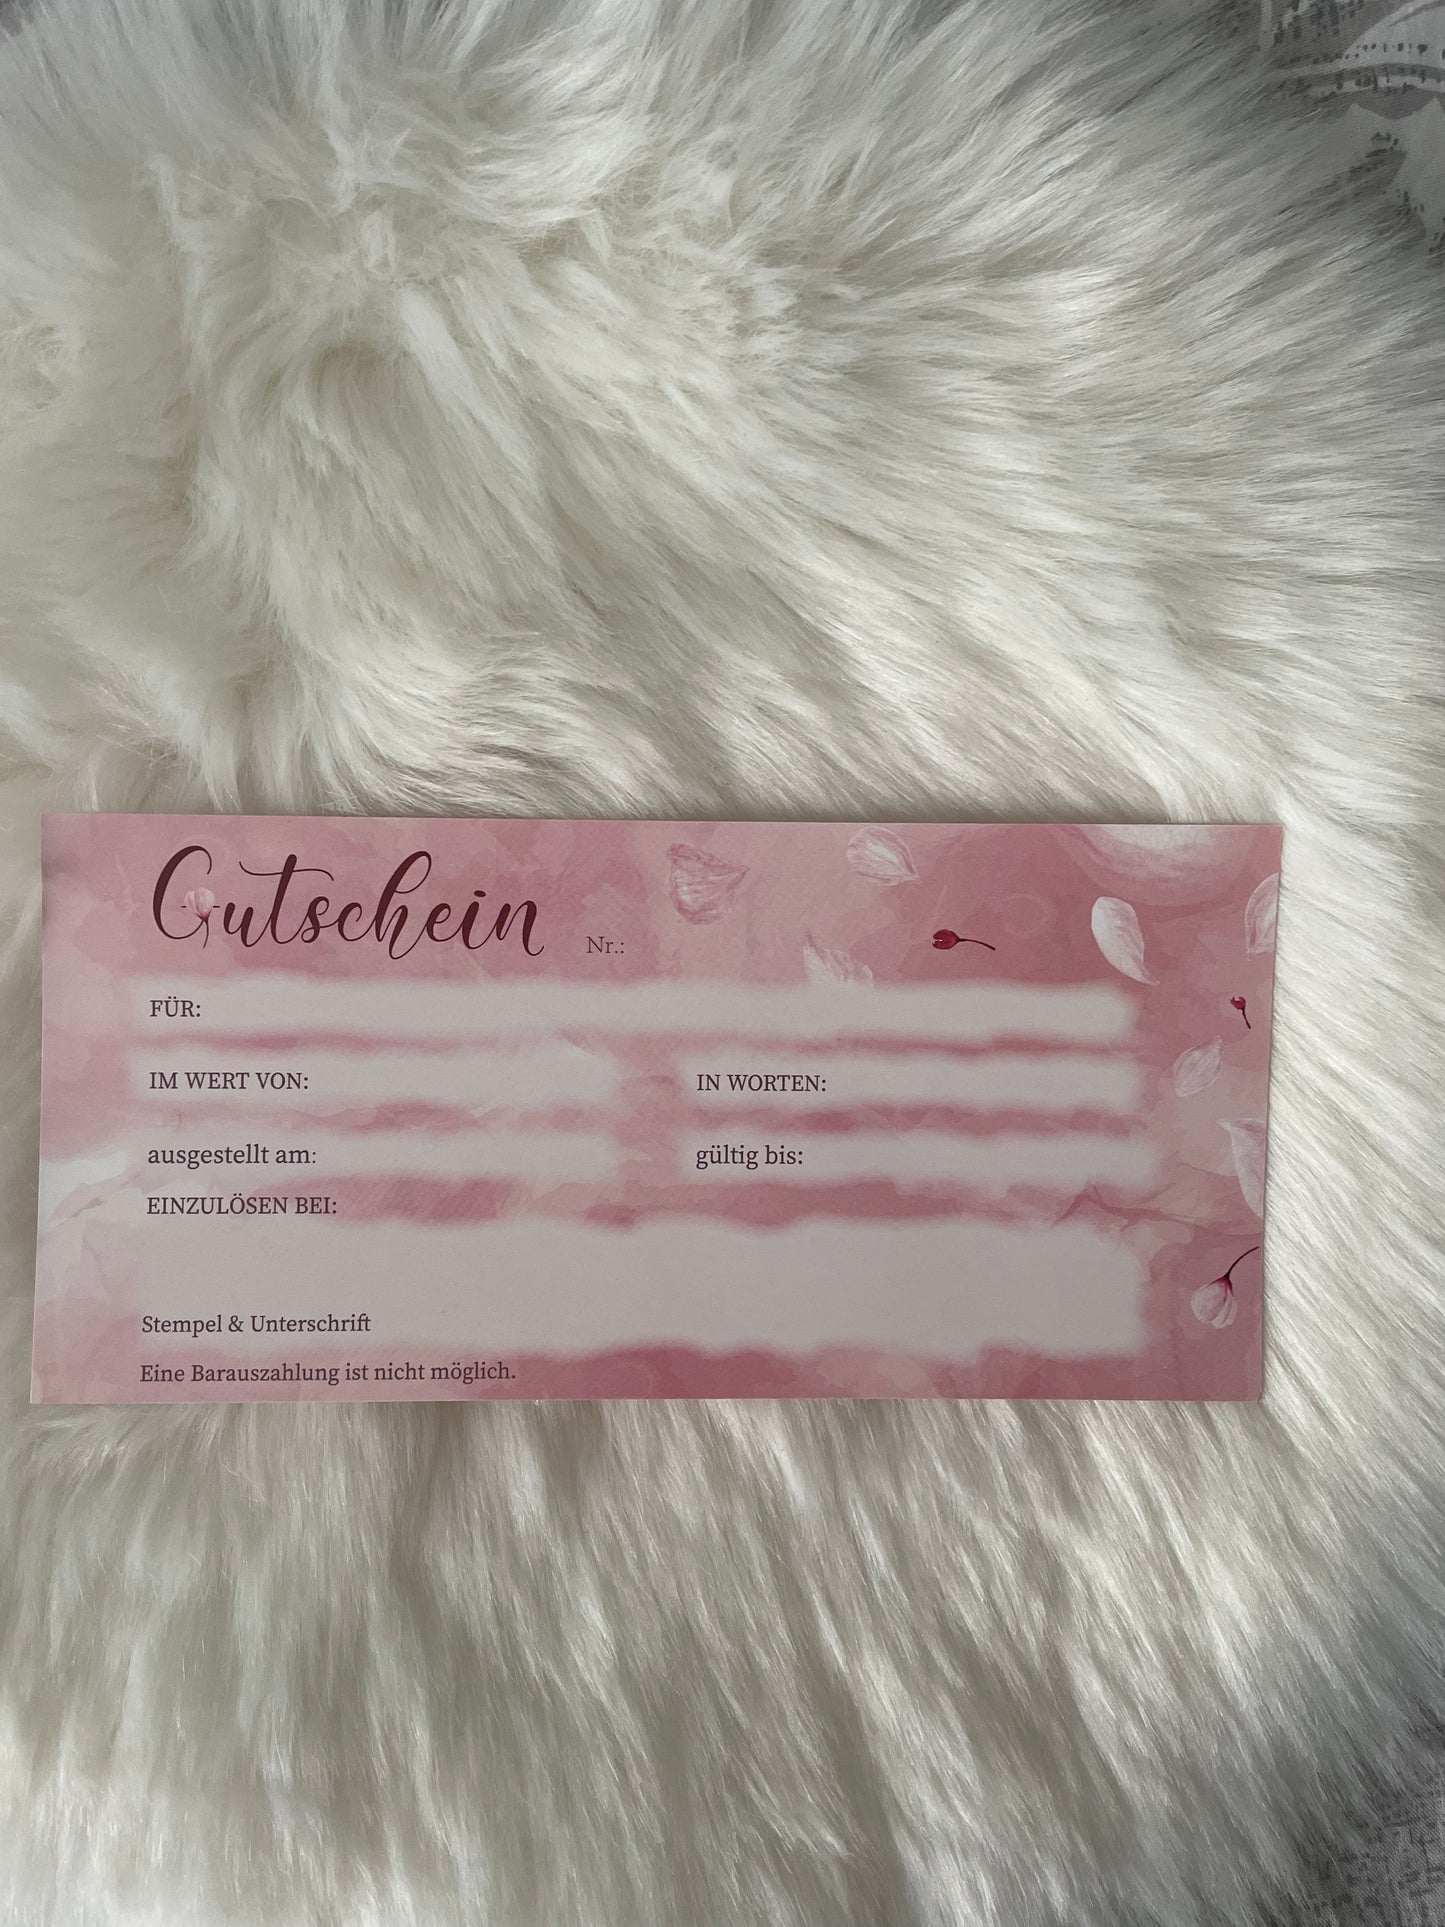 Gutschein Nr.:
FÜR:
IM WERT VON: IN WORTEN:
ausgestellt am: gültig bis:
EINZULÖSEN BEI:
Stempel & Unterschrift
Eine Barauszahlung ist nicht möglich.